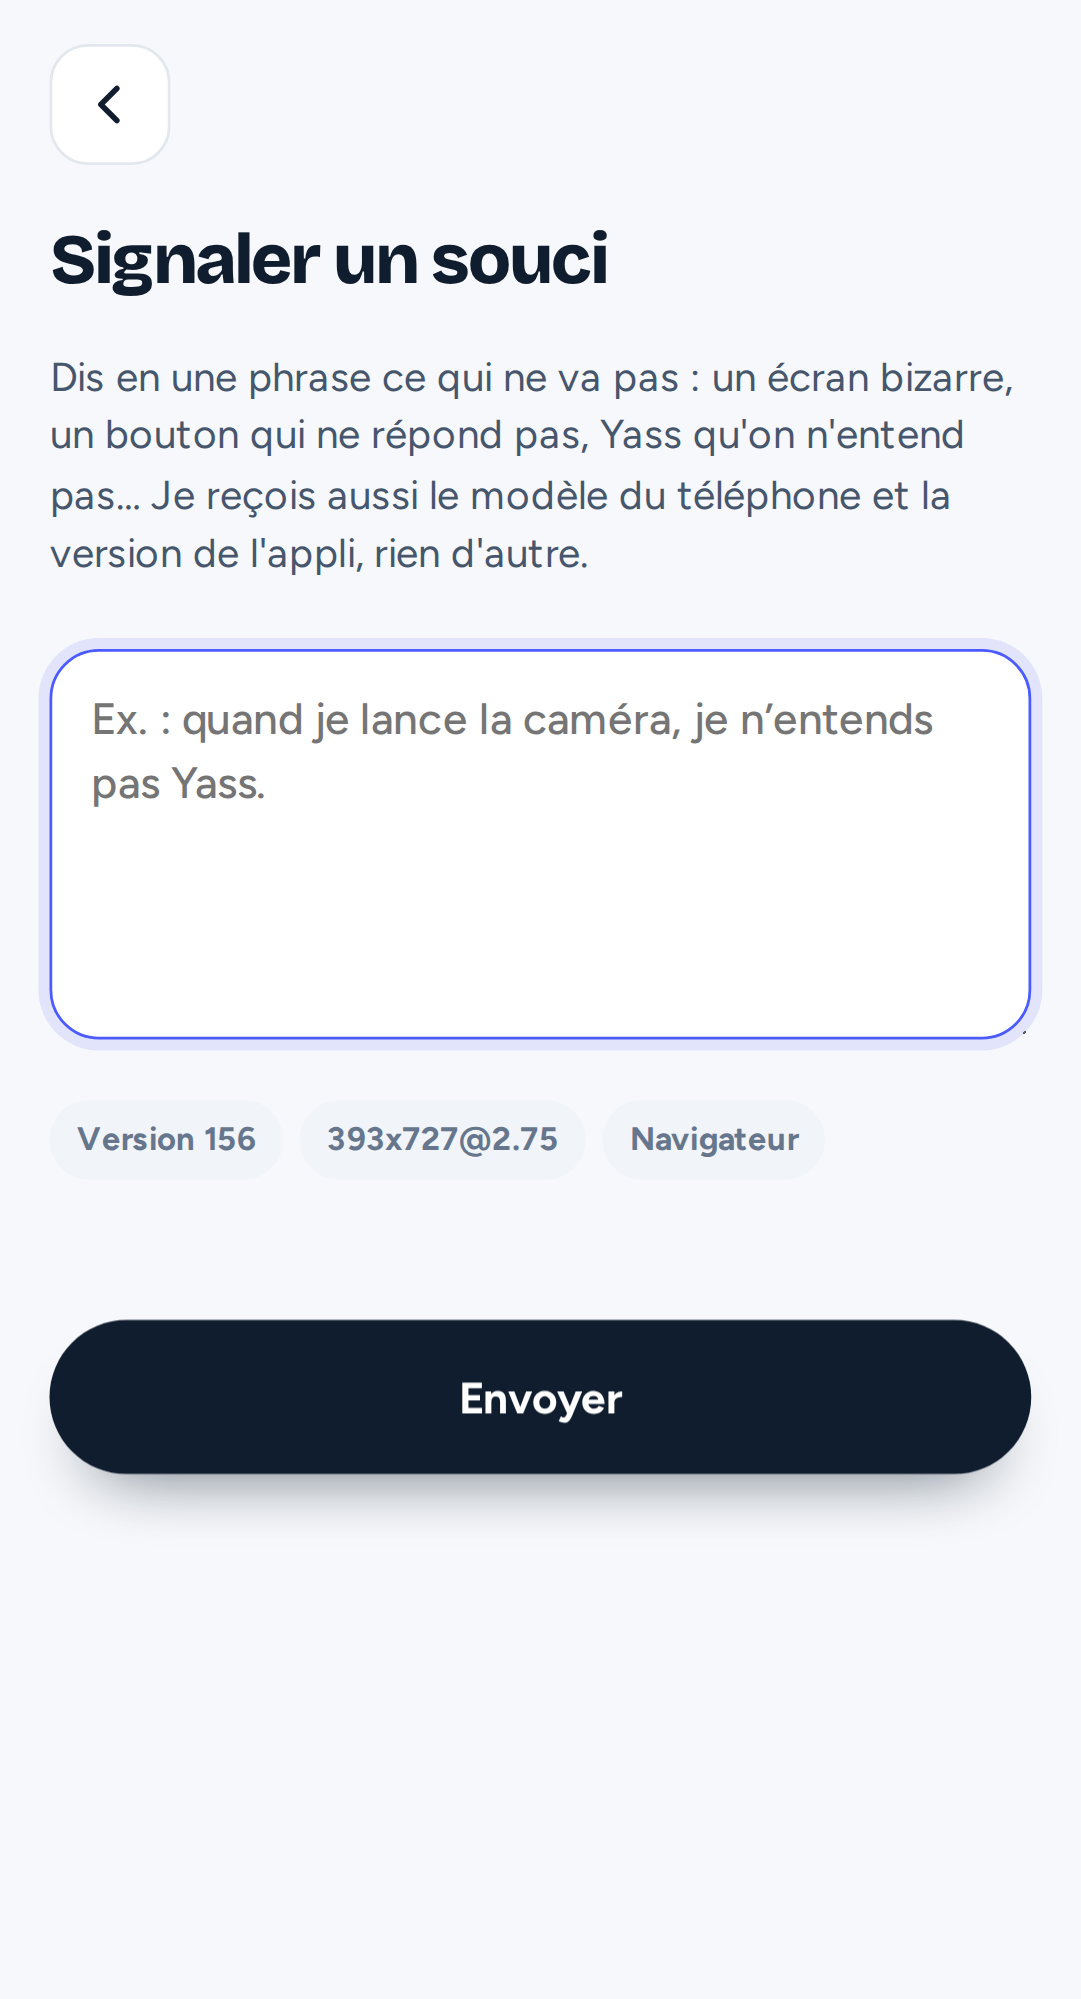 Signaler un souci
Dis en une phrase ce qui ne va pas : un écran bizarre,
un bouton qui ne répond pas, Yass qu'on n'entend
pas… Je reçois aussi le modèle du téléphone et la
version de l'appli, rien d'autre.
Ex. : quand je lance la caméra, je n’entends
pas Yass.
Version 156 393x727@2.75 Navigateur
Envoyer